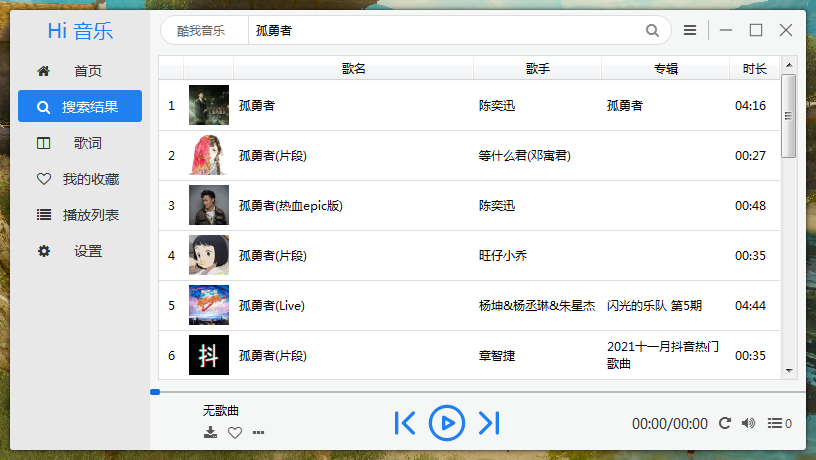 Hi 音乐
首页
搜索结果
歌词
我的收藏
播放列表
设置
酷我音乐 孤勇者
歌名 歌手 专辑 时长
1 孤勇者 陈奕迅 孤勇者 04:16
2 孤勇者(片段) 等什么君(邓寓君) 00:27
3 孤勇者(热血epic版) 陈奕迅 00:48
4 孤勇者(片段) 旺仔小乔 00:35
5 孤勇者(Live) 杨坤&杨丞琳&朱星杰 闪光的乐队 第5期 04:44
6 抖 孤勇者(片段) 章智捷 2021十一月抖音热门
歌曲 00:35
无歌曲
00:00/00:00 0